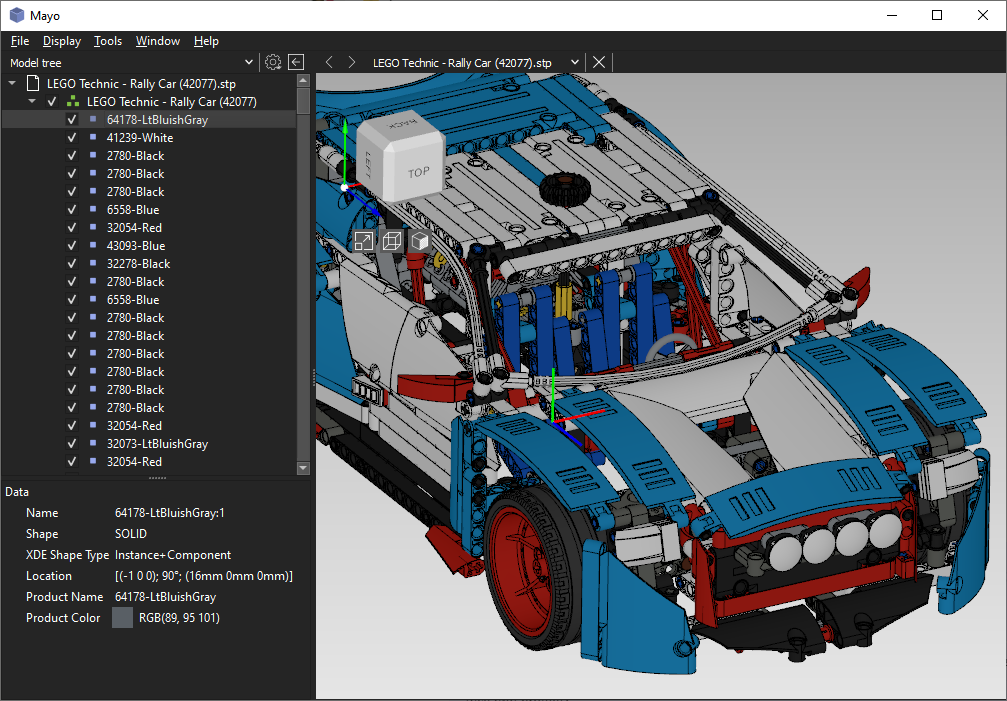 Mayo
File Display Tools Window Help
Model tree
LEGO Technic - Rally Car (42077).stp
LEGO Technic - Rally Car (42077).stp
LEGO Technic - Rally Car (42077)
64178-LtBluishGray
41239-White
2780-Black
2780-Black
2780-Black
6558-Blue
32054-Red
43093-Blue
32278-Black
2780-Black
6558-Blue
2780-Black
2780-Black
2780-Black
2780-Black
2780-Black
2780-Black
32054-Red
32073-LtBluishGray
32054-Red
BACK
LEFT
TOP
Data
Name 64178-LtBluishGray:1
Shape SOLID
XDE Shape Type Instance+Component
Location [(-1 0 0); 90°; (16mm 0mm 0mm)]
Product Name 64178-LtBluishGray
Product Color RGB(89, 95 101)